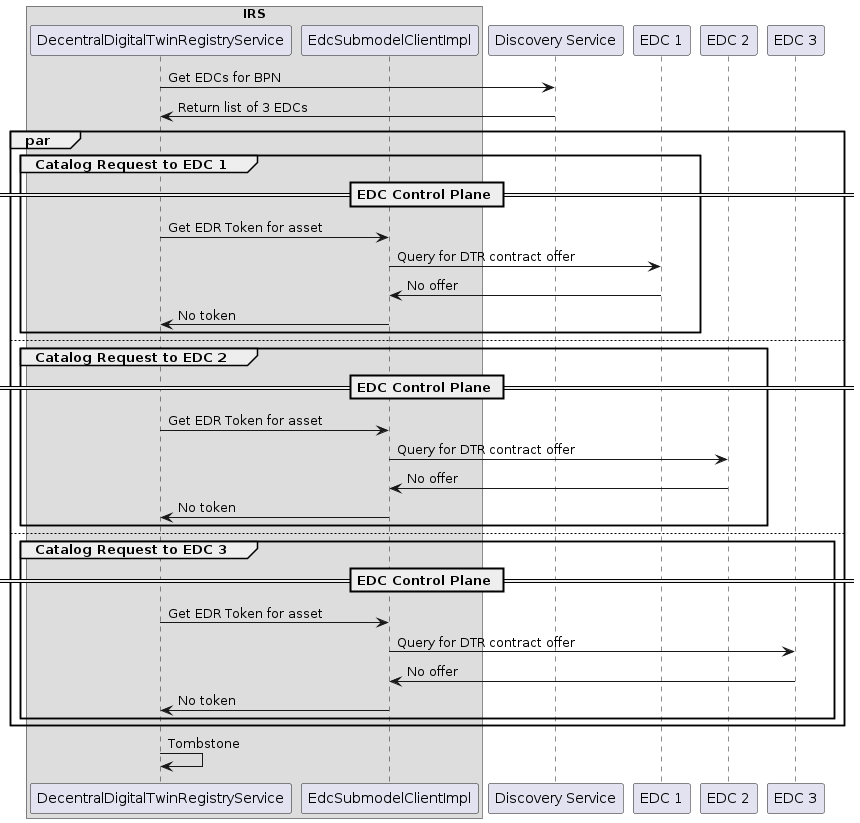 IRS
DecentralDigitalTwinRegistryService EdcSubmodelClientImpl Discovery Service EDC 1 EDC 2 EDC 3
Get EDCs for BPN
Return list of 3 EDCs
par
Catalog Request to EDC 1
EDC Control Plane
Get EDR Token for asset
Query for DTR contract offer
No offer
No token
Catalog Request to EDC 2
EDC Control Plane
Get EDR Token for asset
Query for DTR contract offer
No offer
No token
Catalog Request to EDC 3
EDC Control Plane
Get EDR Token for asset
Query for DTR contract offer
No offer
No token
Tombstone
DecentralDigitalTwinRegistryService EdcSubmodelClientImpl Discovery Service EDC 1 EDC 2 EDC 3